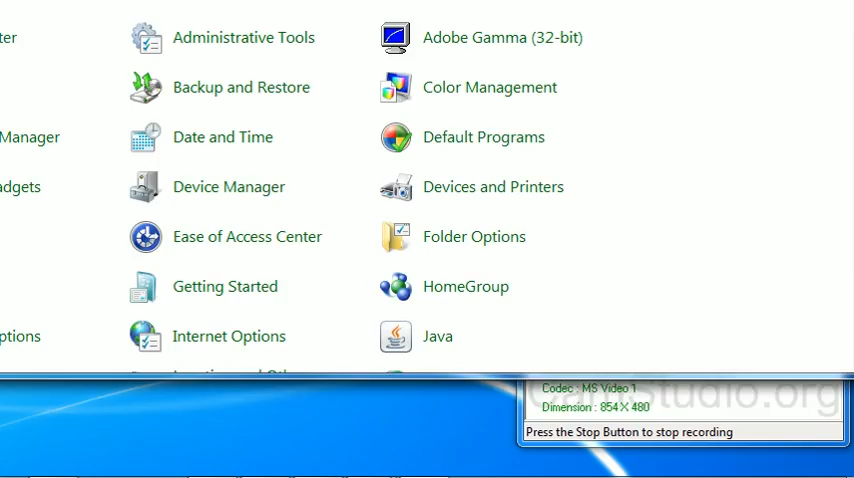 ter
Administrative Tools
Adobe Gamma (32-bit)
Backup and Restore
Color Management
Manager
Date and Time
Default Programs
adgets
Device Manager
Devices and Printers
Ease of Access Center
Folder Options
Getting Started
HomeGroup
ptions
Internet Options
Java
Codec : MS Video 1
CamStudio.org
Dimension : 854 X 480
Press the Stop Button to stop recording